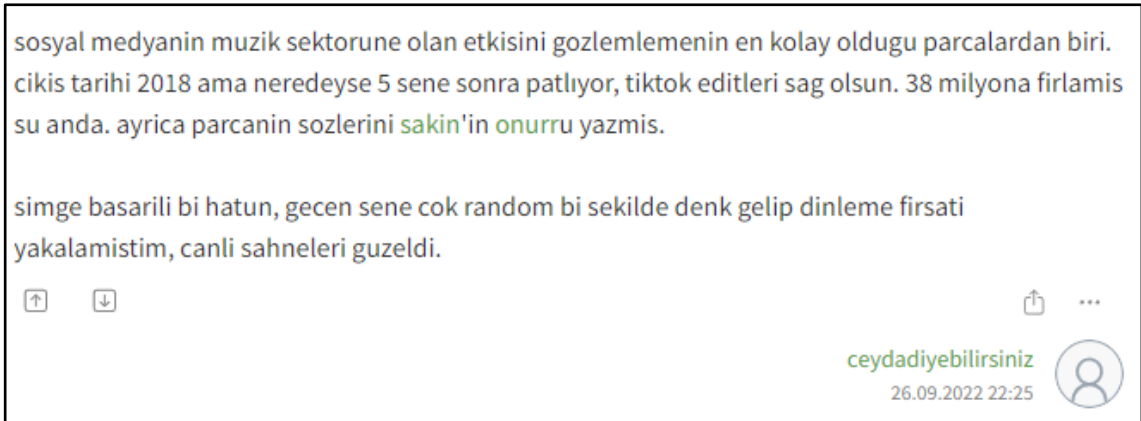 sosyal medyanin muzik sektorune olan etkisini gozlemlemenin en kolay oldugu parcalardan biri.
cikis tarihi 2018 ama neredeyse 5 sene sonra patlıyor, tiktok editleri sag olsun. 38 milyona firlamis
su anda. ayrica parcanin sozlerini sakin'in onurru yazmis.
simge basarili bi hatun, gecen sene cok random bi sekilde denk gelip dinleme firsati
yakalamistim, canli sahneleri guzeldi.
ceydadiyebilirsiniz
26.09.2022 22:25